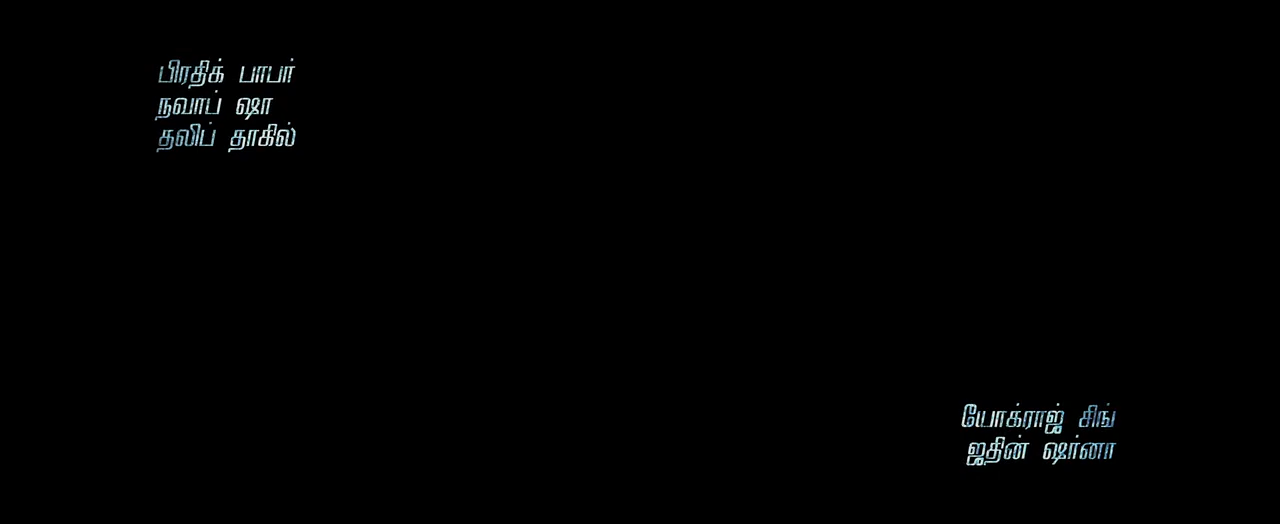 பிரதிக் பாபர்
நவாப் ஷா
தலிப் தாகில்
யோக்ராஜ் சிங்
ஜதின் ஷர்னா